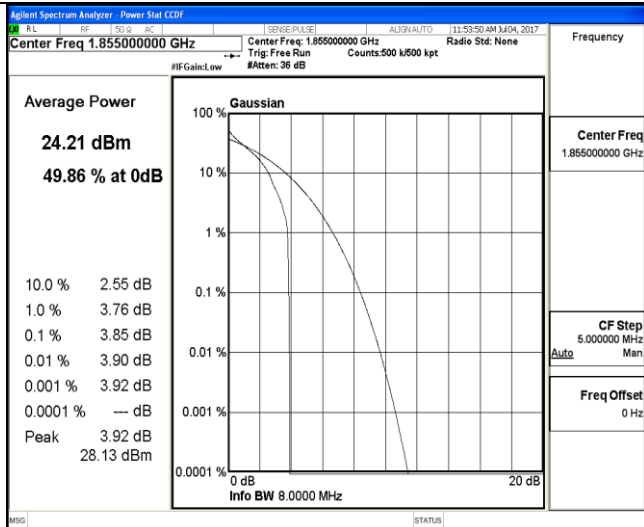 Agilent Spectrum Analyzer - Power Stat CCDF
RL RF 50 Ω AC SENSE:PULSE ALIGN AUTO 11:53:50 AM Jul 04, 2017
Center Freq 1.855000000 GHz
Center Freq: 1.855000000 GHz Radio Std: None
Trig: Free Run Counts:500 k/500 kpt
#IFGain:Low #Atten: 36 dB
Frequency
Average Power
24.21 dBm
49.86 % at 0dB
10.0 % 2.55 dB
1.0 % 3.76 dB
0.1 % 3.85 dB
0.01 % 3.90 dB
0.001 % 3.92 dB
0.0001 % --- dB
Peak 3.92 dB
28.13 dBm
Gaussian
100 %
10 %
1 %
0.1 %
0.01 %
0.001 %
0.0001 %
0 dB 20 dB
Info BW 8.0000 MHz
Center Freq
1.855000000 GHz
CF Step
5.000000 MHz
Auto Man
Freq Offset
0 Hz
MSG STATUS